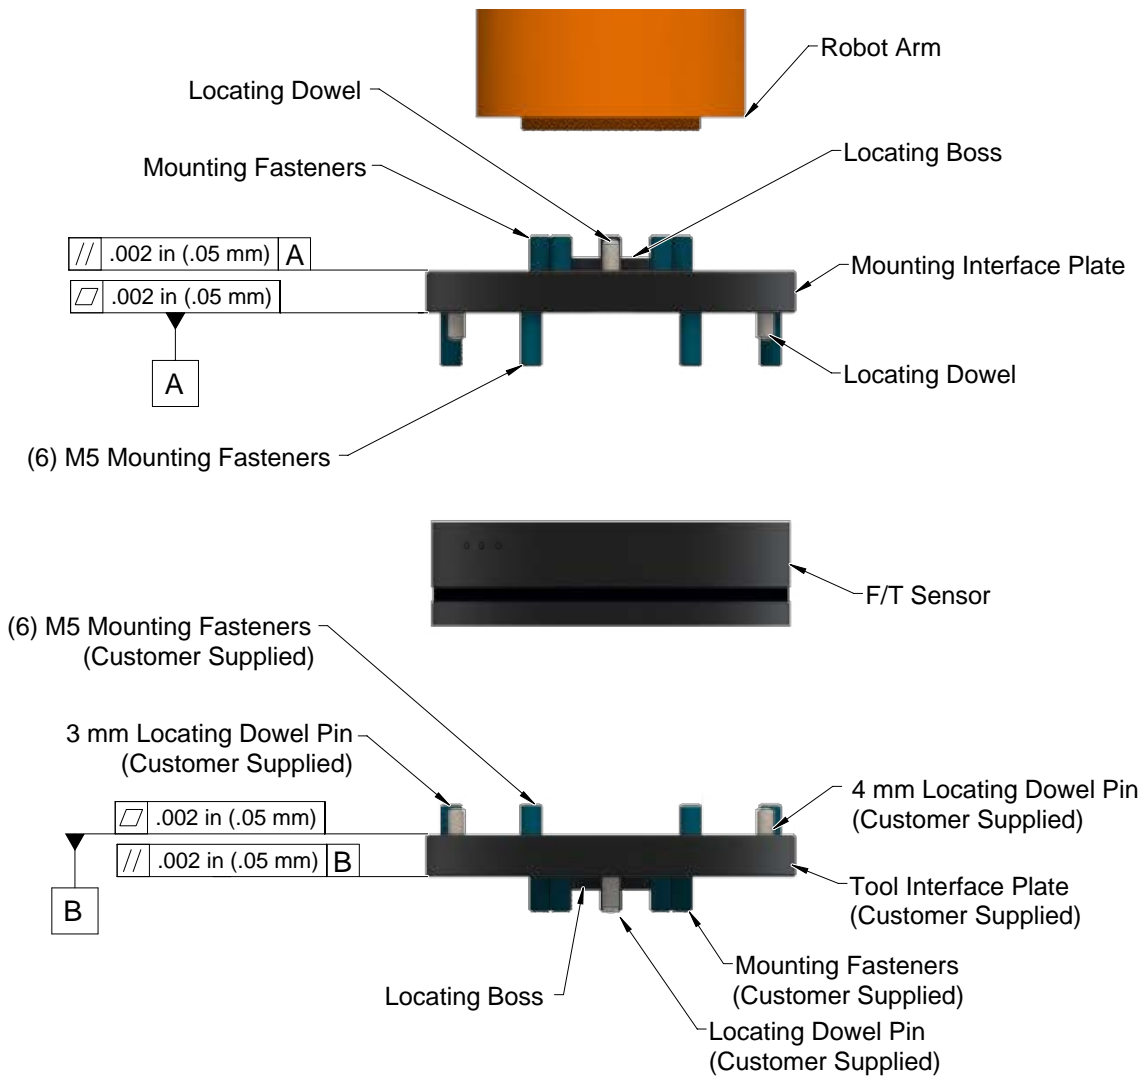 Robot Arm
Locating Dowel
Locating Boss
Mounting Fasteners
// .002 in (.05 mm) A
Mounting Interface Plate
⏥ .002 in (.05 mm)
A
Locating Dowel
(6) M5 Mounting Fasteners
F/T Sensor
(6) M5 Mounting Fasteners
(Customer Supplied)
3 mm Locating Dowel Pin
(Customer Supplied)
4 mm Locating Dowel Pin
(Customer Supplied)
⏥ .002 in (.05 mm)
// .002 in (.05 mm) B
B
Tool Interface Plate
(Customer Supplied)
Mounting Fasteners
(Customer Supplied)
Locating Boss
Locating Dowel Pin
(Customer Supplied)